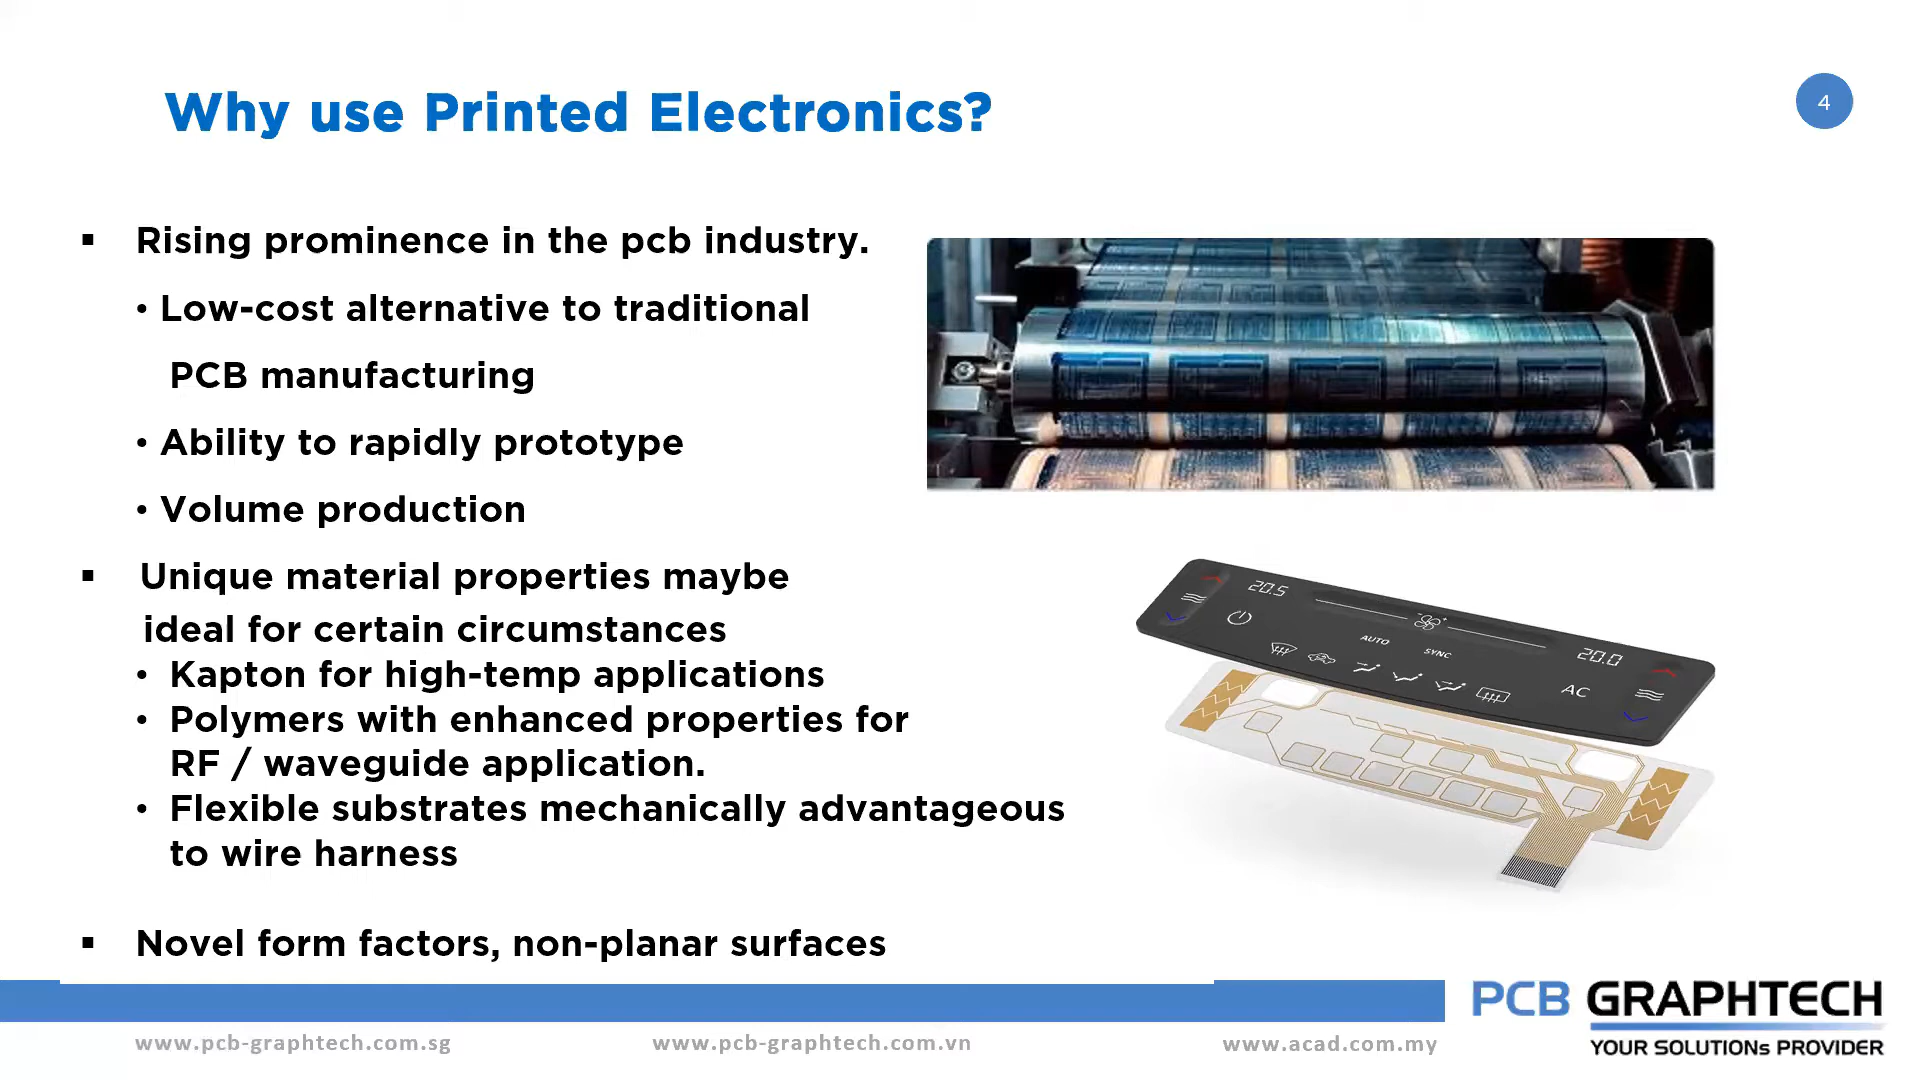 Why use Printed Electronics?
4
▪ Rising prominence in the pcb industry.
• Low-cost alternative to traditional
PCB manufacturing
• Ability to rapidly prototype
• Volume production
▪ Unique material properties maybe
ideal for certain circumstances
• Kapton for high-temp applications
• Polymers with enhanced properties for
RF / waveguide application.
• Flexible substrates mechanically advantageous
to wire harness
▪ Novel form factors, non-planar surfaces
20.5
AUTO
SYNC
20.0
AC
PCB GRAPHTECH
YOUR SOLUTIONs PROVIDER
www.pcb-graphtech.com.sg
www.pcb-graphtech.com.vn
www.acad.com.my